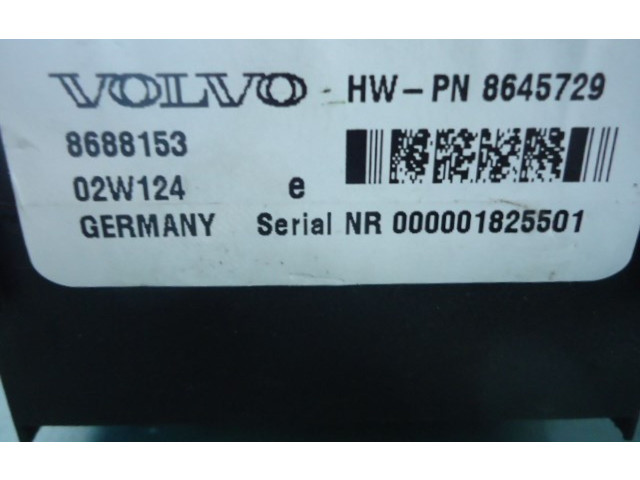 VOLVO HW-PN 8645729
8688153
02W124 e
GERMANY Serial NR 000001825501